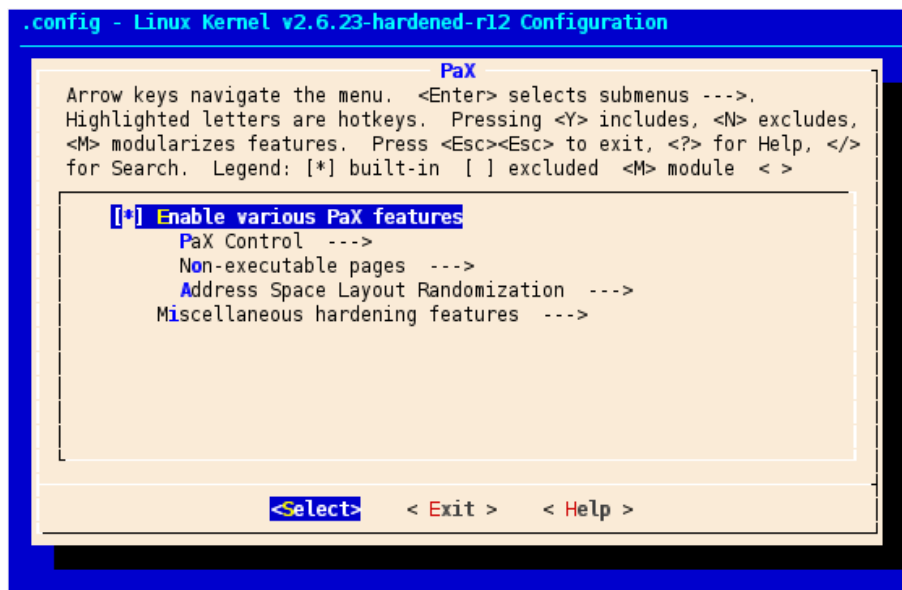 .config - Linux Kernel v2.6.23-hardened-r12 Configuration
PaX
Arrow keys navigate the menu.  <Enter> selects submenus --->.
Highlighted letters are hotkeys.  Pressing <Y> includes, <N> excludes,
<M> modularizes features.  Press <Esc><Esc> to exit, <?> for Help, </>
for Search.  Legend: [*] built-in  [ ] excluded  <M> module  < >
[*] Enable various PaX features
PaX Control  --->
Non-executable pages  --->
Address Space Layout Randomization  --->
Miscellaneous hardening features  --->
<Select>    < Exit >    < Help >